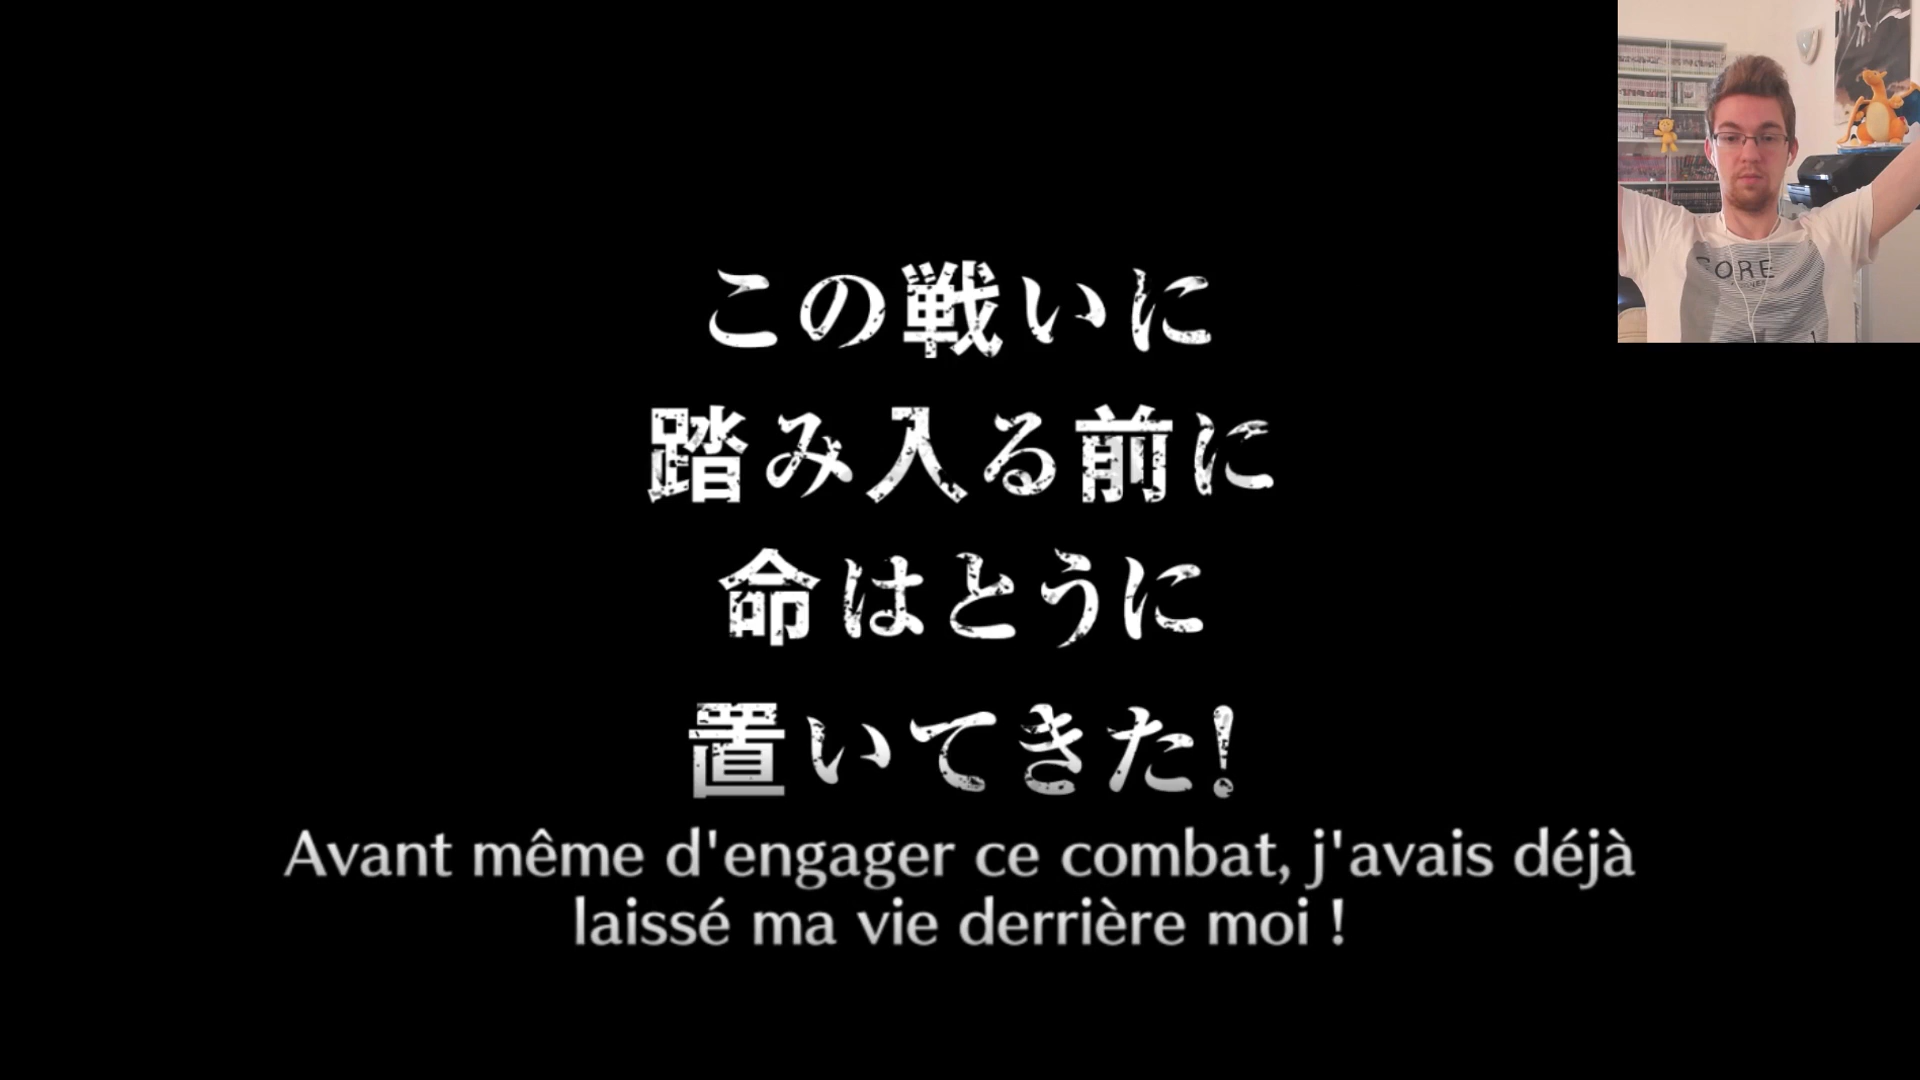 この戦いに
踏み入る前に
命はとうに
置いてきた!
Avant même d'engager ce combat, j'avais déjà
laissé ma vie derrière moi !